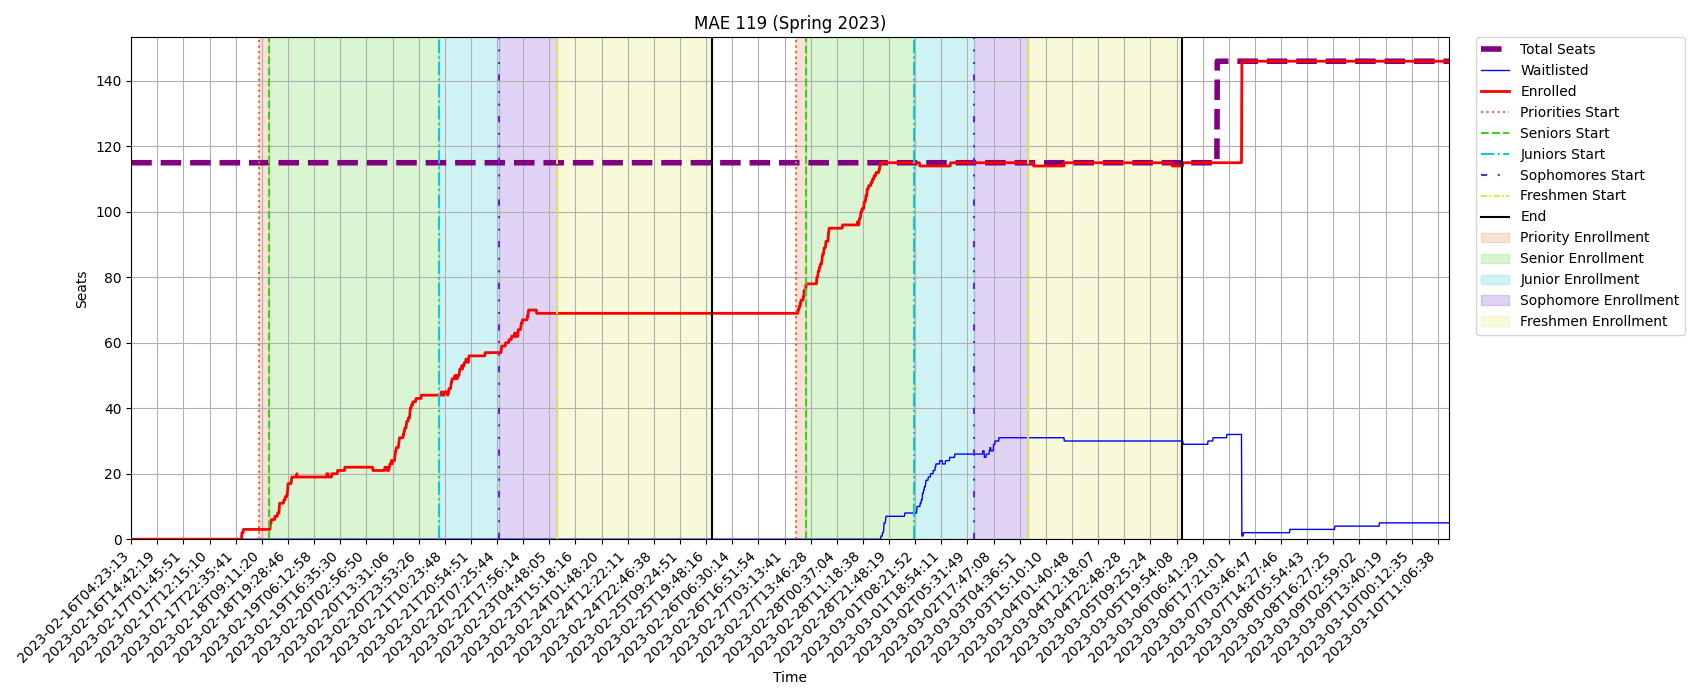 MAE 119 (Spring 2023)
Seats
140
120
100
80
60
40
20
0
2023-02-16T04:23:13
2023-02-16T14:42:19
2023-02-17T01:45:51
2023-02-17T12:15:10
2023-02-17T22:35:41
2023-02-18T09:11:20
2023-02-18T19:28:46
2023-02-19T06:12:58
2023-02-19T16:35:30
2023-02-20T02:56:50
2023-02-20T13:31:06
2023-02-20T23:53:26
2023-02-21T10:23:48
2023-02-21T20:54:51
2023-02-22T07:25:44
2023-02-22T17:56:14
2023-02-23T04:48:05
2023-02-23T15:18:16
2023-02-24T01:48:20
2023-02-24T12:22:11
2023-02-24T22:46:38
2023-02-25T09:24:51
2023-02-25T19:48:16
2023-02-26T06:30:14
2023-02-26T16:51:54
2023-02-27T03:13:41
2023-02-27T13:46:28
2023-02-28T00:37:04
2023-02-28T11:18:38
2023-02-28T21:48:19
2023-03-01T08:21:52
2023-03-01T18:54:11
2023-03-02T05:31:49
2023-03-02T17:47:08
2023-03-03T04:36:51
2023-03-03T15:10:10
2023-03-04T01:40:48
2023-03-04T12:18:07
2023-03-04T22:48:28
2023-03-05T09:25:24
2023-03-05T19:54:08
2023-03-06T06:41:29
2023-03-06T17:21:01
2023-03-07T03:46:47
2023-03-07T14:27:46
2023-03-08T05:54:43
2023-03-08T16:27:25
2023-03-09T02:59:02
2023-03-09T13:40:19
2023-03-10T00:12:35
2023-03-10T11:06:38
Time
Total Seats
Waitlisted
Enrolled
Priorities Start
Seniors Start
Juniors Start
Sophomores Start
Freshmen Start
End
Priority Enrollment
Senior Enrollment
Junior Enrollment
Sophomore Enrollment
Freshmen Enrollment